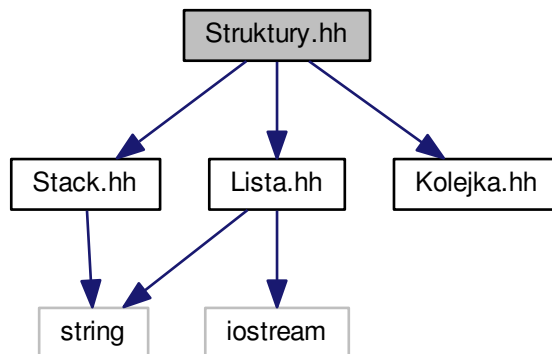 Struktury.hh
Stack.hh
Lista.hh
Kolejka.hh
string
iostream